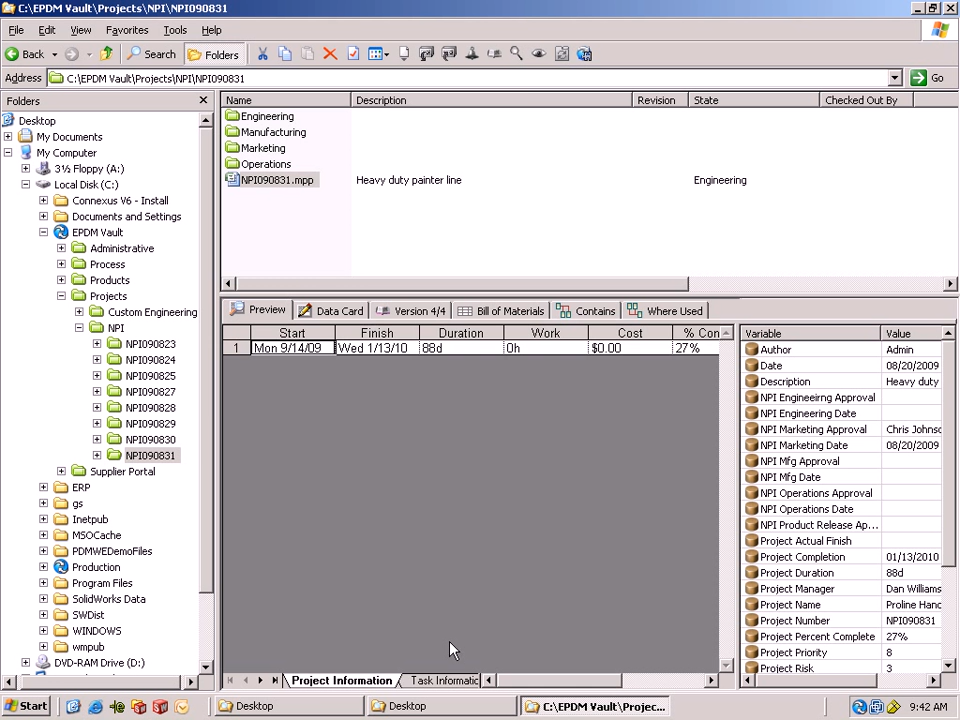 C:\EPDM Vault\Projects\NPI\NPI090831
File Edit View Favorites Tools Help
Back Search Folders
Address C:\EPDM Vault\Projects\NPI\NPI090831 Go
Folders
Desktop
My Documents
My Computer
3½ Floppy (A:)
Local Disk (C:)
Connexus V6 - Install
Documents and Settings
EPDM Vault
Administrative
Process
Products
Projects
Custom Engineering
NPI
NPI090823
NPI090824
NPI090825
NPI090827
NPI090828
NPI090829
NPI090830
NPI090831
Supplier Portal
ERP
gs
Inetpub
MSOCache
PDMWEDemoFiles
Production
Program Files
SolidWorks Data
SWDist
WINDOWS
wmpub
DVD-RAM Drive (D:)
Name Description Revision State Checked Out By
Engineering
Manufacturing
Marketing
Operations
NPI090831.mpp Heavy duty painter line Engineering
Preview Data Card Version 4/4 Bill of Materials Contains Where Used
Start Finish Duration Work Cost % Con
1 Mon 9/14/09 Wed 1/13/10 88d 0h $0.00 27%
Project Information Task Informatic
Variable Value
Author Admin
Date 08/20/2009
Description Heavy duty
NPI Engineeirng Approval
NPI Engineering Date
NPI Marketing Approval Chris Johnsc
NPI Marketing Date 08/20/2009
NPI Mfg Approval
NPI Mfg Date
NPI Operations Approval
NPI Operations Date
NPI Product Release Ap...
Project Actual Finish
Project Completion 01/13/2010
Project Duration 88d
Project Manager Dan Williams
Project Name Proline Hanc
Project Number NPI090831
Project Percent Complete 27%
Project Priority 8
Project Risk 3
Start Desktop Desktop C:\EPDM Vault\Projec... 9:42 AM